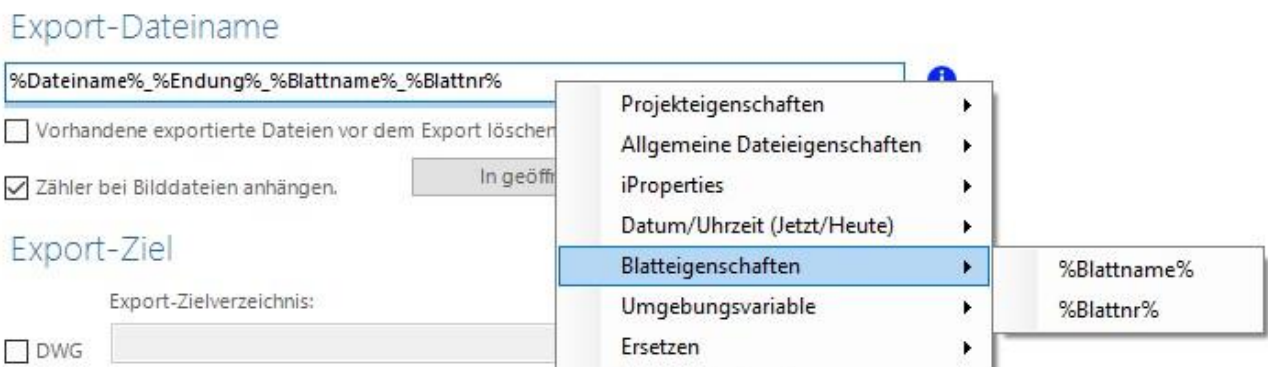 Export-Dateiname
%Dateiname%_%Endung%_%Blattname%_%Blattnr%
Vorhandene exportierte Dateien vor dem Export löschen
Zähler bei Bilddateien anhängen.
In geöffn
Export-Ziel
Export-Zielverzeichnis:
DWG
Projekteigenschaften
Allgemeine Dateieigenschaften
iProperties
Datum/Uhrzeit (Jetzt/Heute)
Blatteigenschaften
Umgebungsvariable
Ersetzen
%Blattname%
%Blattnr%